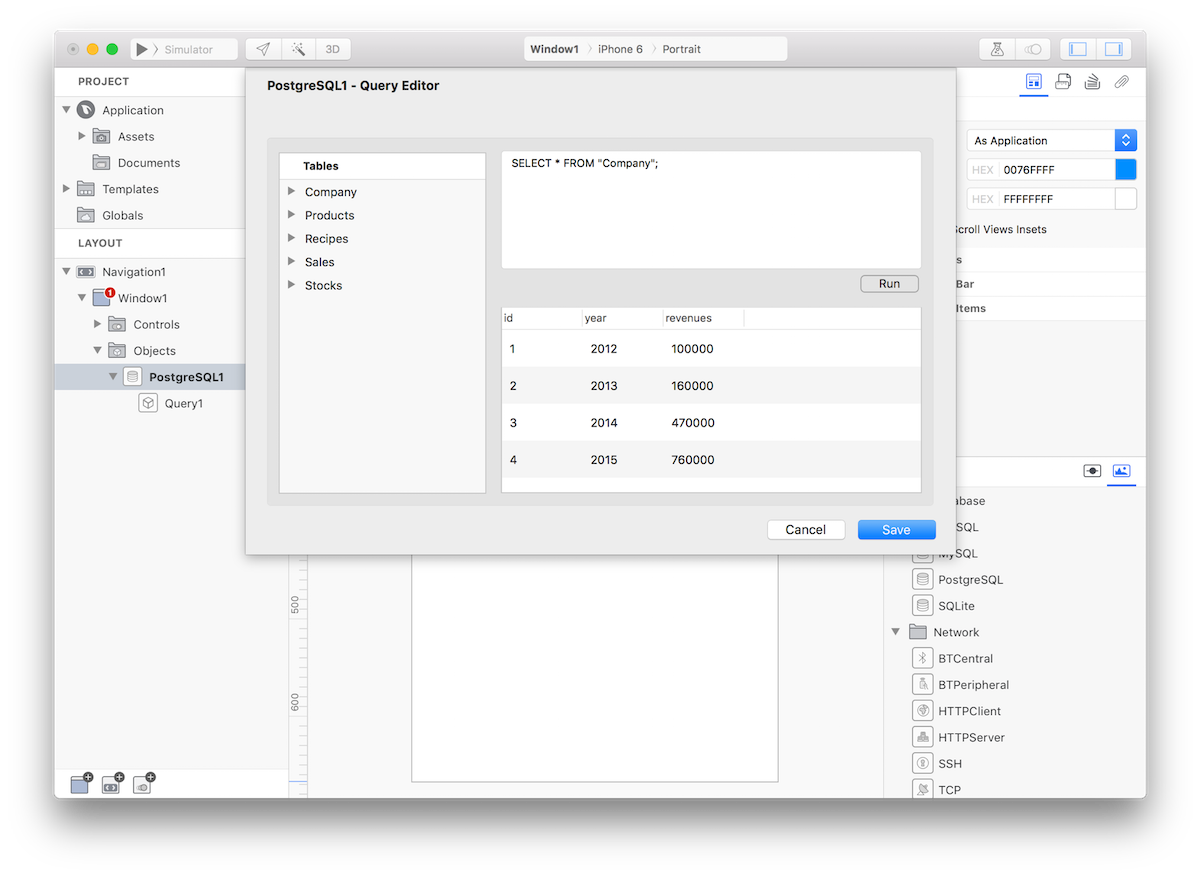 Simulator
3D
Window1 iPhone 6 Portrait
PROJECT
Application
Assets
Documents
Templates
Globals
LAYOUT
Navigation1
1
Window1
Controls
Objects
PostgreSQL1
Query1
PostgreSQL1 - Query Editor
Tables
Company
Products
Recipes
Sales
Stocks
SELECT * FROM "Company";
Run
id year revenues
1 2012 100000
2 2013 160000
3 2014 470000
4 2015 760000
Cancel Save
As Application
HEX 0076FFFF
HEX FFFFFFFF
Scroll Views Insets
s
Bar
Items
abase
SQL
MySQL
PostgreSQL
SQLite
Network
BTCentral
BTPeripheral
HTTPClient
HTTPServer
SSH
TCP
500
600